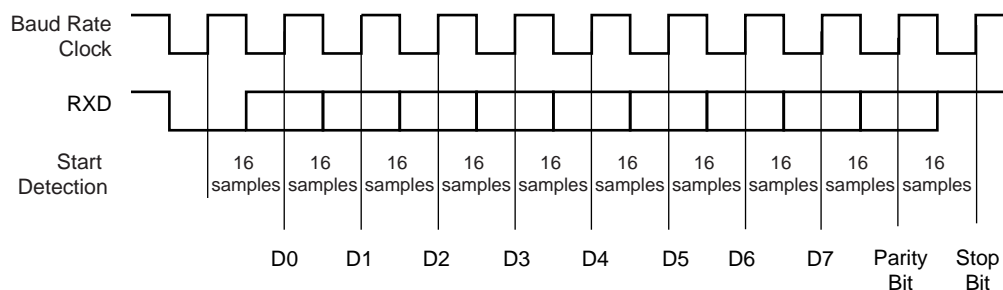 Baud Rate
Clock
RXD
Start
Detection
16 16 16 16 16 16 16 16 16 16
samples samples samples samples samples samples samples samples samples samples
D0 D1 D2 D3 D4 D5 D6 D7 Parity Stop
Bit Bit